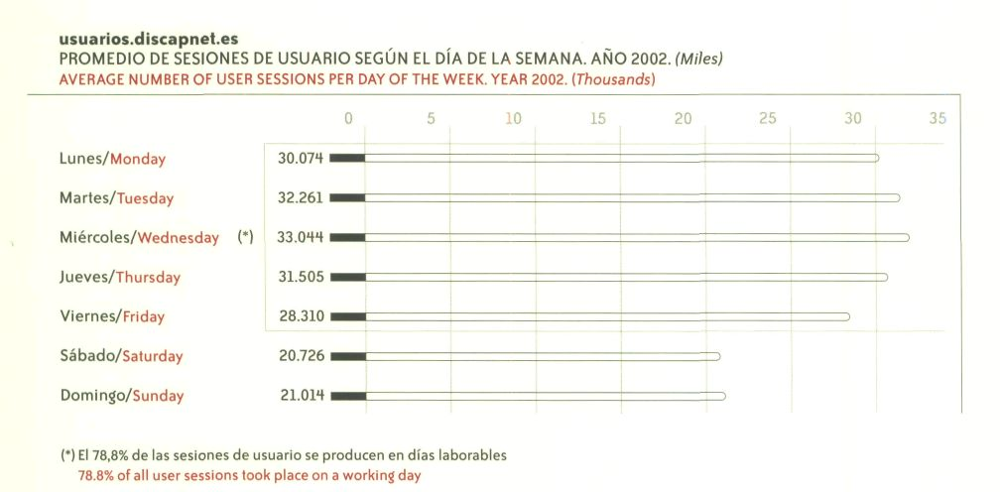 usuarios.discapnet.es
PROMEDIO DE SESIONES DE USUARIO SEGÚN EL DÍA DE LA SEMANA. AÑO 2002. (Miles)
AVERAGE NUMBER OF USER SESSIONS PER DAY OF THE WEEK. YEAR 2002. (Thousands)
0 5 10 15 20 25 30 35
Lunes/Monday 30.074
Martes/Tuesday 32.261
Miércoles/Wednesday (*) 33.044
Jueves/Thursday 31.505
Viernes/Friday 28.310
Sábado/Saturday 20.726
Domingo/Sunday 21.014
(*) El 78,8% de las sesiones de usuario se producen en días laborables
78.8% of all user sessions took place on a working day